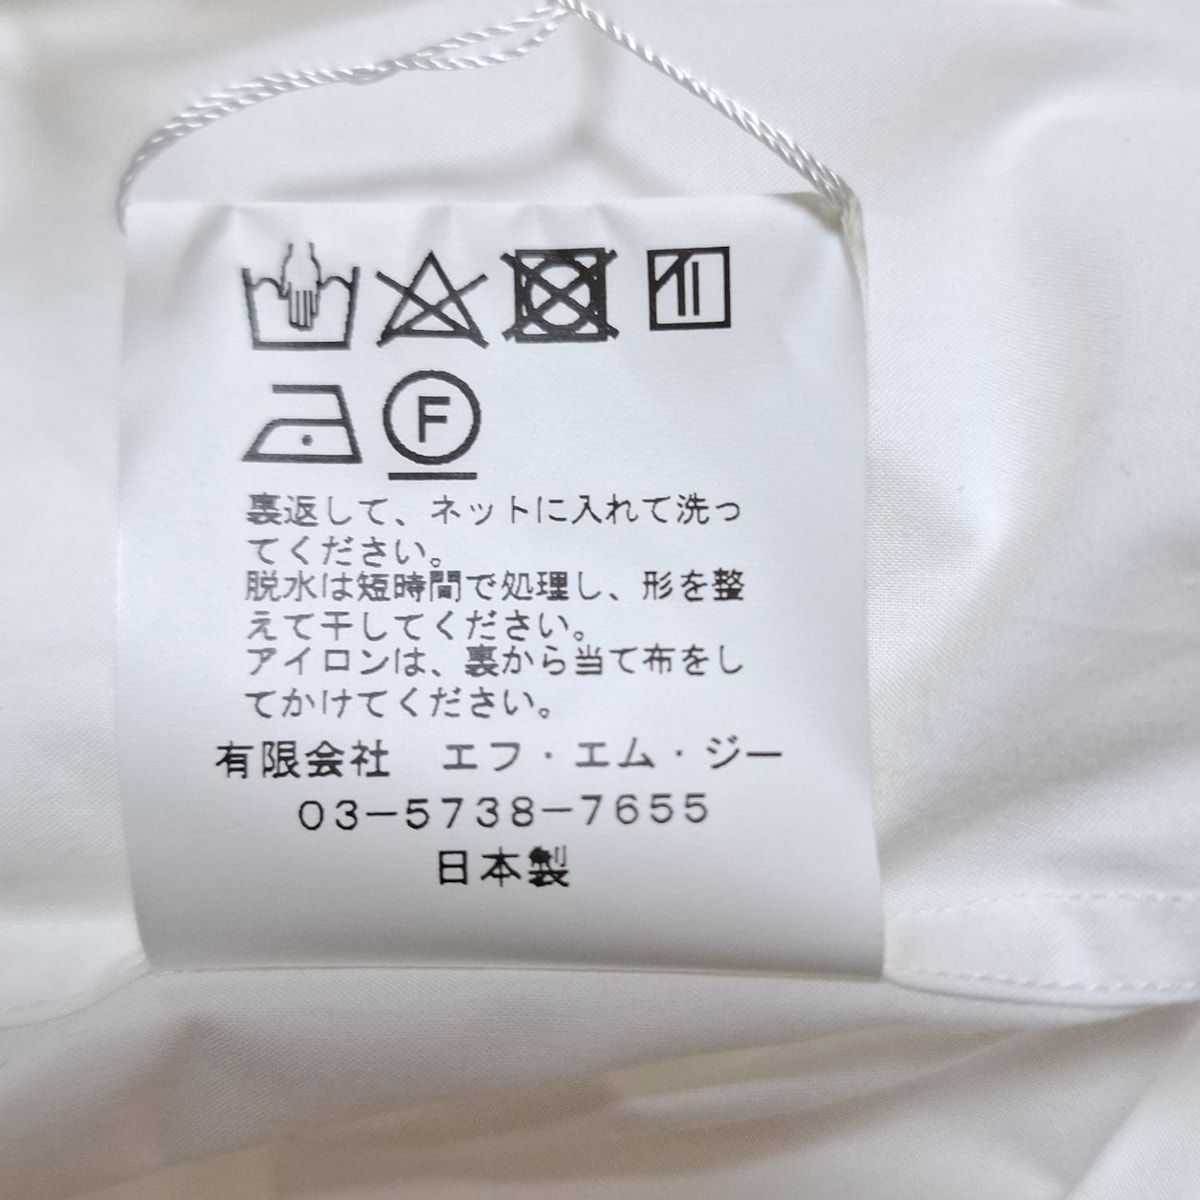 F
裏返して、ネットに入れて洗っ
てください。
脱水は短時間で処理し、形を整
えて干してください。
アイロンは、裏から当て布をし
てかけてください。
有限会社　エフ・エム・ジー
０３－５７３８－７６５５
日本製